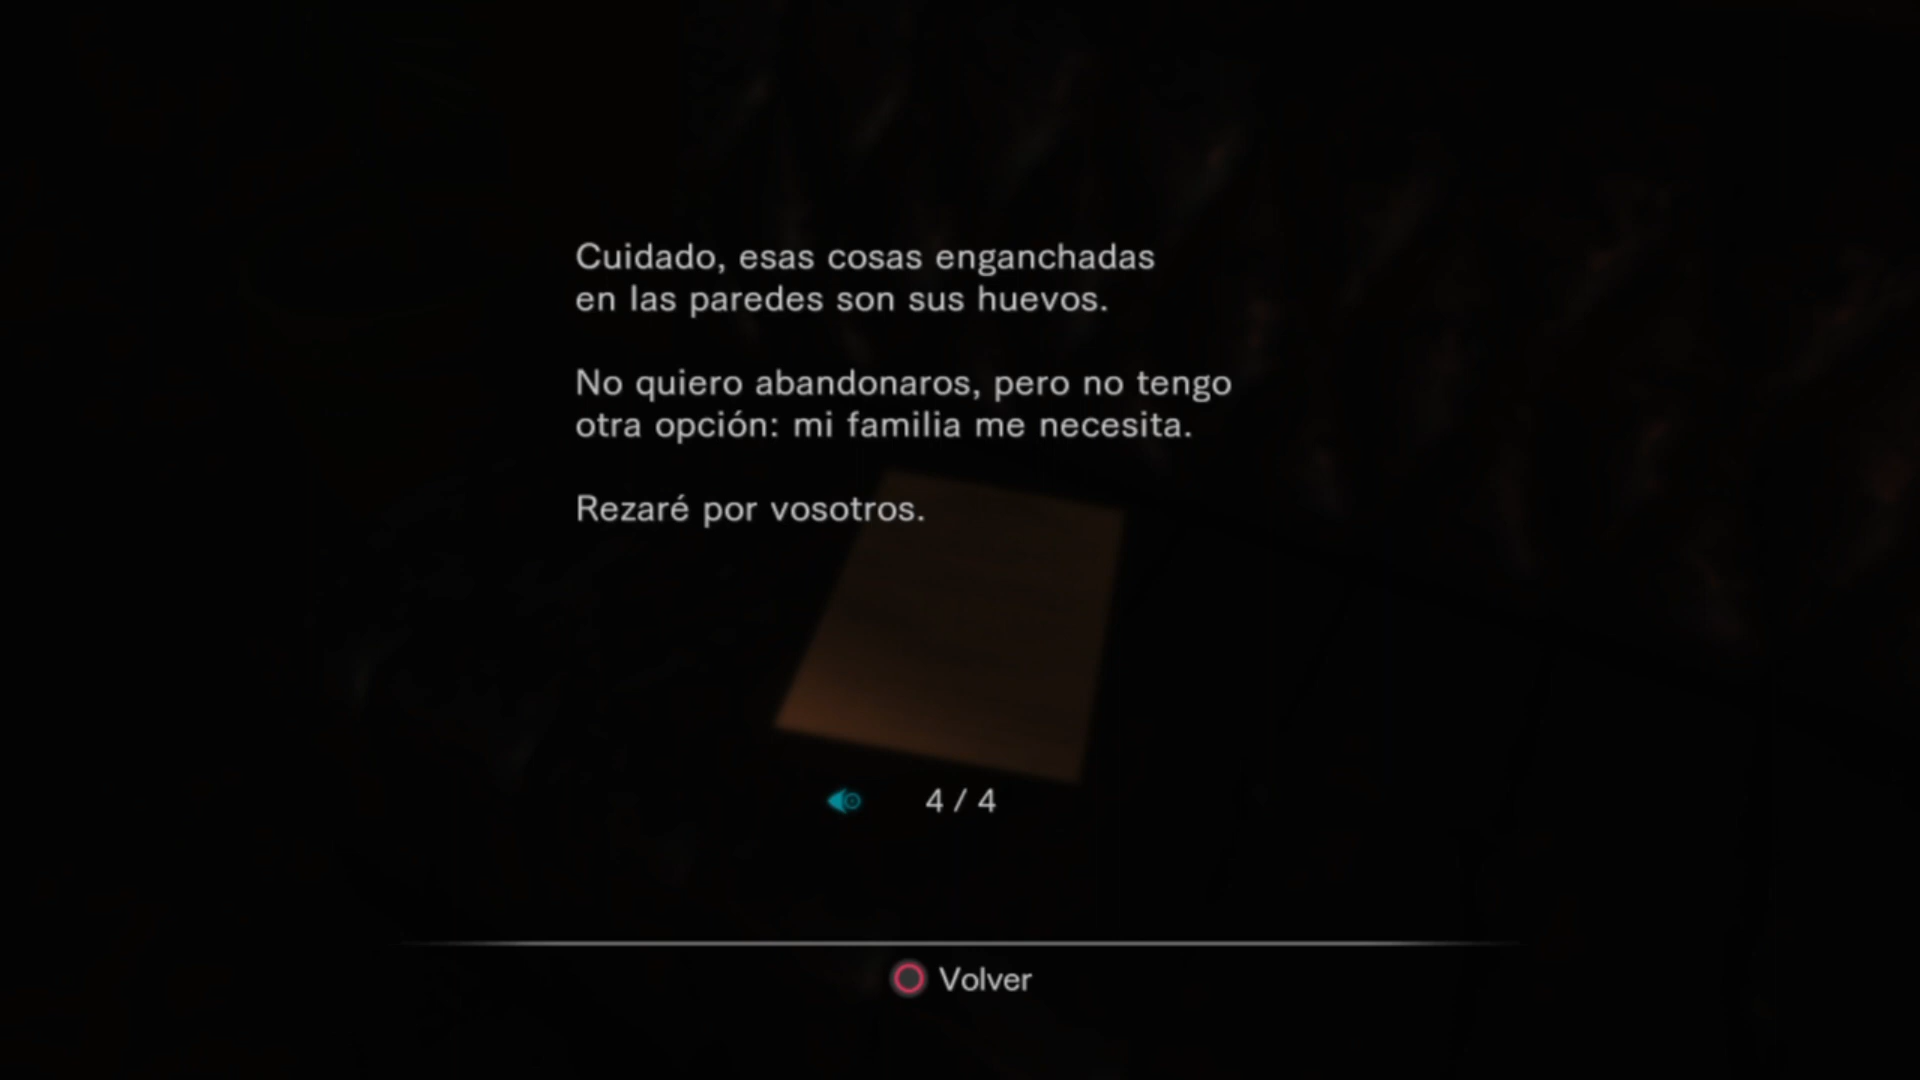 Cuidado, esas cosas enganchadas
en las paredes son sus huevos.
No quiero abandonaros, pero no tengo
otra opción: mi familia me necesita.
Rezaré por vosotros.
4 / 4
Volver